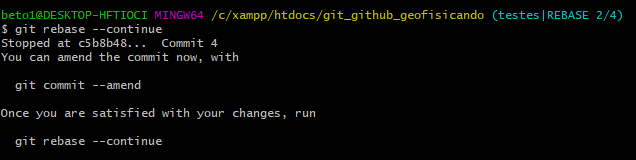 beto1@DESKTOP-HFTIOCI MINGW64 /c/xampp/htdocs/git_github_geofisicando (testes|REBASE 2/4)
$ git rebase --continue
Stopped at c5b8b48... Commit 4
You can amend the commit now, with
git commit --amend
Once you are satisfied with your changes, run
git rebase --continue